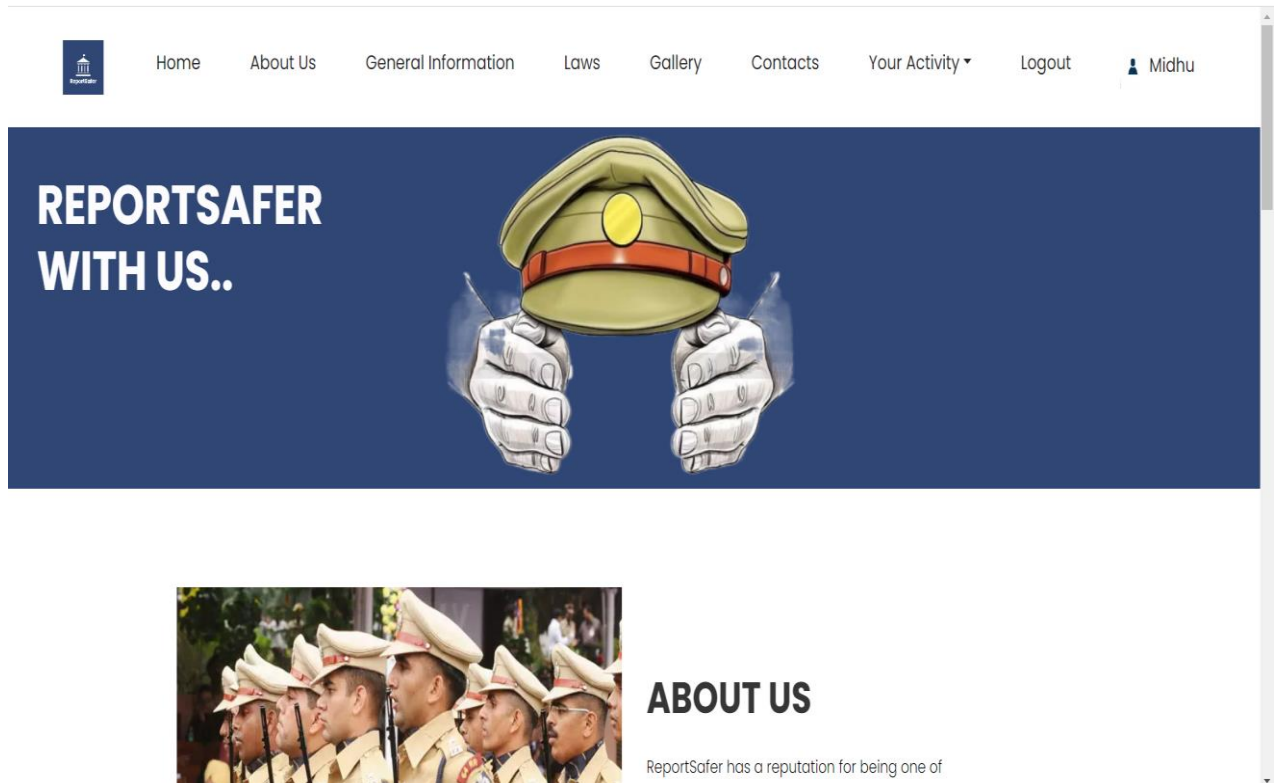 ReportSafer
Home About Us General Information Laws Gallery Contacts Your Activity Logout Midhu
REPORTSAFER
WITH US..
ABOUT US
ReportSafer has a reputation for being one of